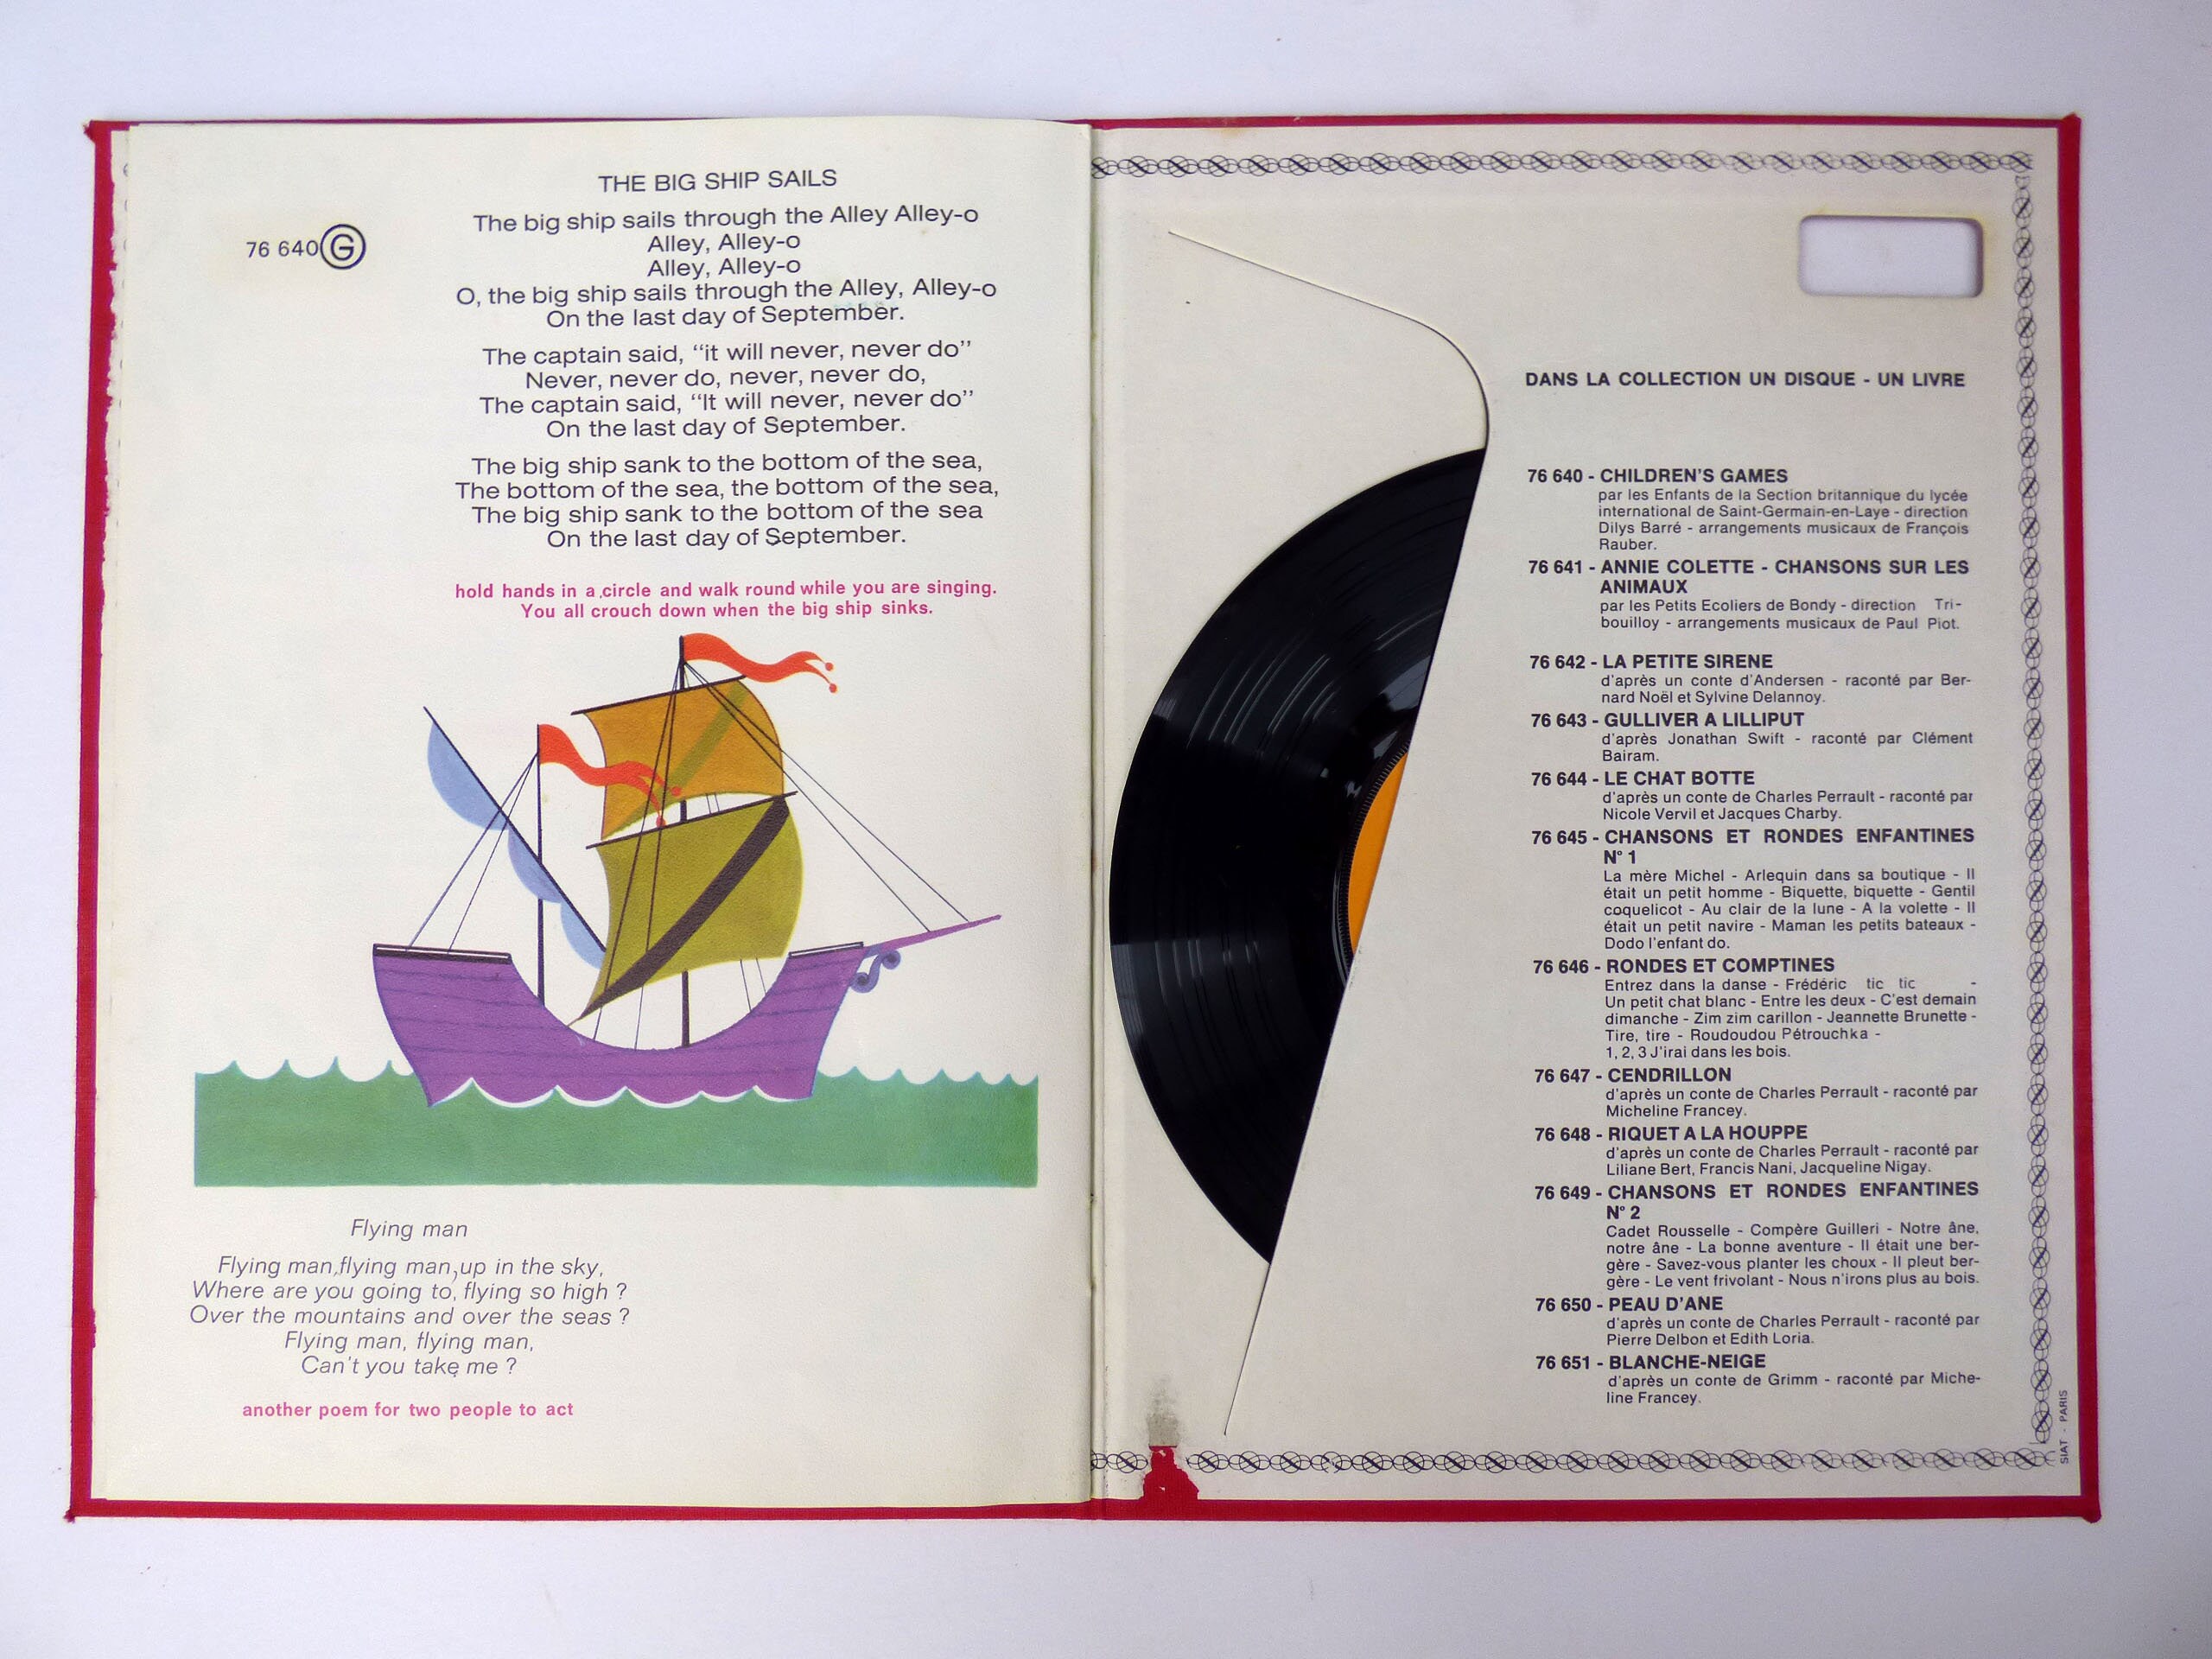 THE BIG SHIP SAILS
76 640 G
The big ship sails through the Alley Alley-o
Alley, Alley-o
Alley, Alley-o
O, the big ship sails through the Alley, Alley-o
On the last day of September.
The captain said, “it will never, never do”
Never, never do, never, never do,
The captain said, “It will never, never do”
On the last day of September.
The big ship sank to the bottom of the sea,
The bottom of the sea, the bottom of the sea,
The big ship sank to the bottom of the sea
On the last day of September.
hold hands in a circle and walk round while you are singing.
You all crouch down when the big ship sinks.
Flying man
Flying man, flying man, up in the sky,
Where are you going to, flying so high ?
Over the mountains and over the seas ?
Flying man, flying man,
Can't you take me ?
another poem for two people to act
DANS LA COLLECTION UN DISQUE - UN LIVRE
76 640 - CHILDREN'S GAMES
par les Enfants de la Section britannique du lycée
international de Saint-Germain-en-Laye - direction
Dilys Barré - arrangements musicaux de François
Rauber.
76 641 - ANNIE COLETTE - CHANSONS SUR LES
ANIMAUX
par les Petits Ecoliers de Bondy - direction Tri-
bouilloy - arrangements musicaux de Paul Piot.
76 642 - LA PETITE SIRENE
d'après un conte d'Andersen - raconté par Ber-
nard Noël et Sylvine Delannoy.
76 643 - GULLIVER A LILLIPUT
d'après Jonathan Swift - raconté par Clément
Bairam.
76 644 - LE CHAT BOTTE
d'après un conte de Charles Perrault - raconté par
Nicole Vervil et Jacques Charby.
76 645 - CHANSONS ET RONDES ENFANTINES
N° 1
La mère Michel - Arlequin dans sa boutique - Il
était un petit homme - Biquette, biquette - Gentil
coquelicot - Au clair de la lune - A la volette - Il
était un petit navire - Maman les petits bateaux -
Dodo l'enfant do.
76 646 - RONDES ET COMPTINES
Entrez dans la danse - Frédéric tic tic -
Un petit chat blanc - Entre les deux - C'est demain
dimanche - Zim zim carillon - Jeannette Brunette -
Tire, tire - Roudoudou Pétrouchka -
1, 2, 3 J'irai dans les bois.
76 647 - CENDRILLON
d'après un conte de Charles Perrault - raconté par
Micheline Francey.
76 648 - RIQUET A LA HOUPPE
d'après un conte de Charles Perrault - raconté par
Liliane Bert, Francis Nani, Jacqueline Nigay.
76 649 - CHANSONS ET RONDES ENFANTINES
N° 2
Cadet Rousselle - Compère Guilleri - Notre âne,
notre âne - La bonne aventure - Il était une ber-
gère - Savez-vous planter les choux - Il pleut ber-
gère - Le vent frivolant - Nous n'irons plus au bois.
76 650 - PEAU D'ANE
d'après un conte de Charles Perrault - raconté par
Pierre Delbon et Edith Loria.
76 651 - BLANCHE-NEIGE
d'après un conte de Grimm - raconté par Miche-
line Francey.
SIAT - PARIS